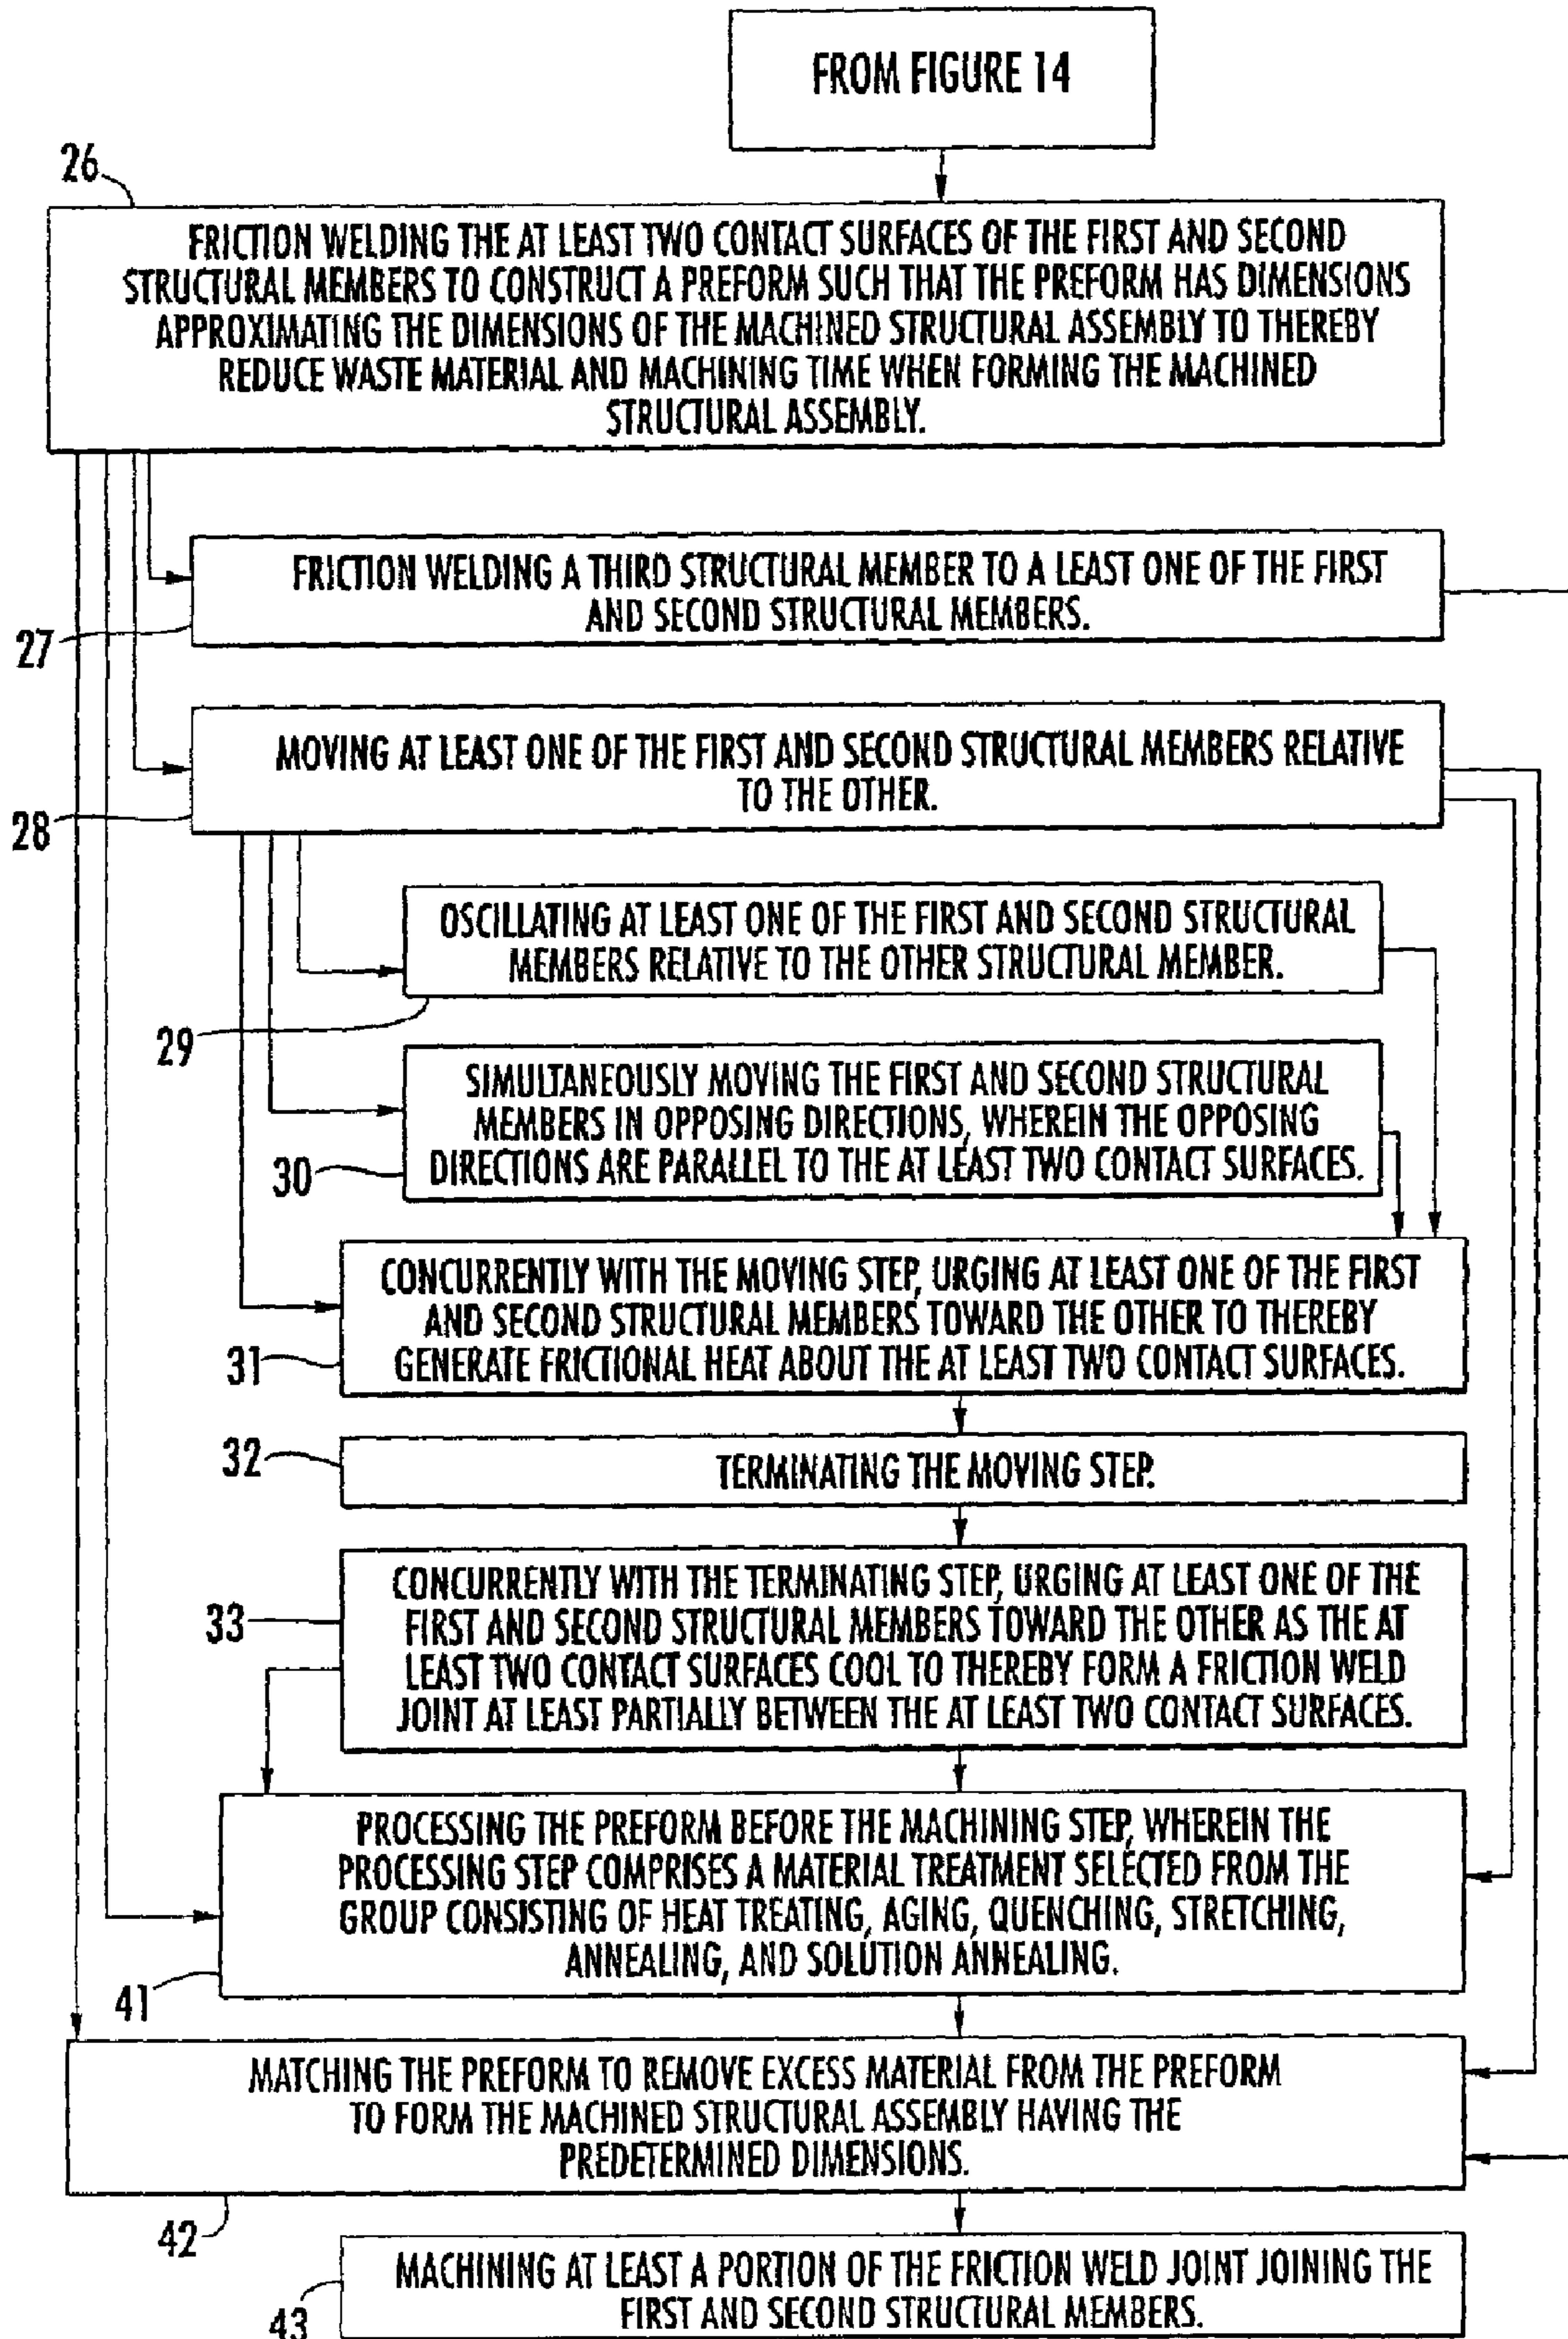 FROM FIGURE 14
26
FRICTION WELDING THE AT LEAST TWO CONTACT SURFACES OF THE FIRST AND SECOND
STRUCTURAL MEMBERS TO CONSTRUCT A PREFORM SUCH THAT THE PREFORM HAS DIMENSIONS
APPROXIMATING THE DIMENSIONS OF THE MACHINED STRUCTURAL ASSEMBLY TO THEREBY
REDUCE WASTE MATERIAL AND MACHINING TIME WHEN FORMING THE MACHINED
STRUCTURAL ASSEMBLY.
FRICTION WELDING A THIRD STRUCTURAL MEMBER TO A LEAST ONE OF THE FIRST
AND SECOND STRUCTURAL MEMBERS.
27
MOVING AT LEAST ONE OF THE FIRST AND SECOND STRUCTURAL MEMBERS RELATIVE
TO THE OTHER.
28
OSCILLATING AT LEAST ONE OF THE FIRST AND SECOND STRUCTURAL
MEMBERS RELATIVE TO THE OTHER STRUCTURAL MEMBER.
29
SIMULTANEOUSLY MOVING THE FIRST AND SECOND STRUCTURAL
MEMBERS IN OPPOSING DIRECTIONS, WHEREIN THE OPPOSING
DIRECTIONS ARE PARALLEL TO THE AT LEAST TWO CONTACT SURFACES.
30
CONCURRENTLY WITH THE MOVING STEP, URGING AT LEAST ONE OF THE FIRST
AND SECOND STRUCTURAL MEMBERS TOWARD THE OTHER TO THEREBY
GENERATE FRICTIONAL HEAT ABOUT THE AT LEAST TWO CONTACT SURFACES.
31
32
TERMINATING THE MOVING STEP.
CONCURRENTLY WITH THE TERMINATING STEP, URGING AT LEAST ONE OF THE
FIRST AND SECOND STRUCTURAL MEMBERS TOWARD THE OTHER AS THE AT
LEAST TWO CONTACT SURFACES COOL TO THEREBY FORM A FRICTION WELD
JOINT AT LEAST PARTIALLY BETWEEN THE AT LEAST TWO CONTACT SURFACES.
33
PROCESSING THE PREFORM BEFORE THE MACHINING STEP, WHEREIN THE
PROCESSING STEP COMPRISES A MATERIAL TREATMENT SELECTED FROM THE
GROUP CONSISTING OF HEAT TREATING, AGING, QUENCHING, STRETCHING,
ANNEALING, AND SOLUTION ANNEALING.
41
MATCHING THE PREFORM TO REMOVE EXCESS MATERIAL FROM THE PREFORM
TO FORM THE MACHINED STRUCTURAL ASSEMBLY HAVING THE
PREDETERMINED DIMENSIONS.
42
MACHINING AT LEAST A PORTION OF THE FRICTION WELD JOINT JOINING THE
FIRST AND SECOND STRUCTURAL MEMBERS.
43